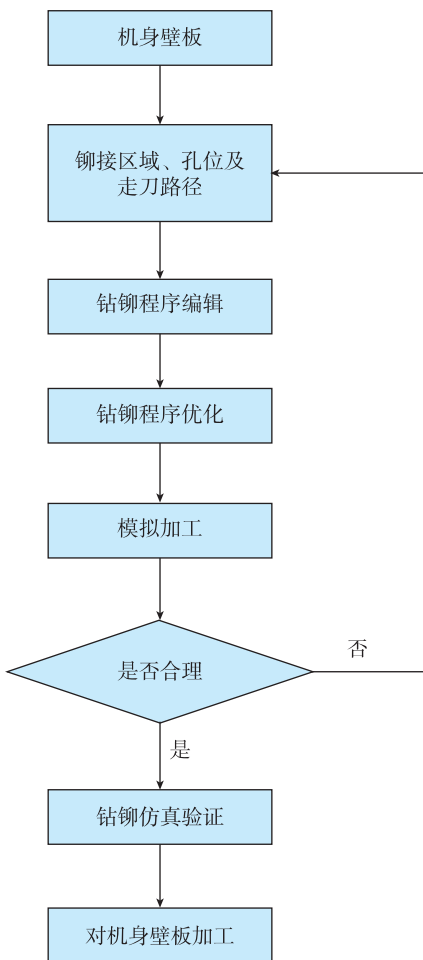 机身壁板
铆接区域、孔位及
走刀路径
钻铆程序编辑
钻铆程序优化
模拟加工
是否合理
否
是
钻铆仿真验证
对机身壁板加工